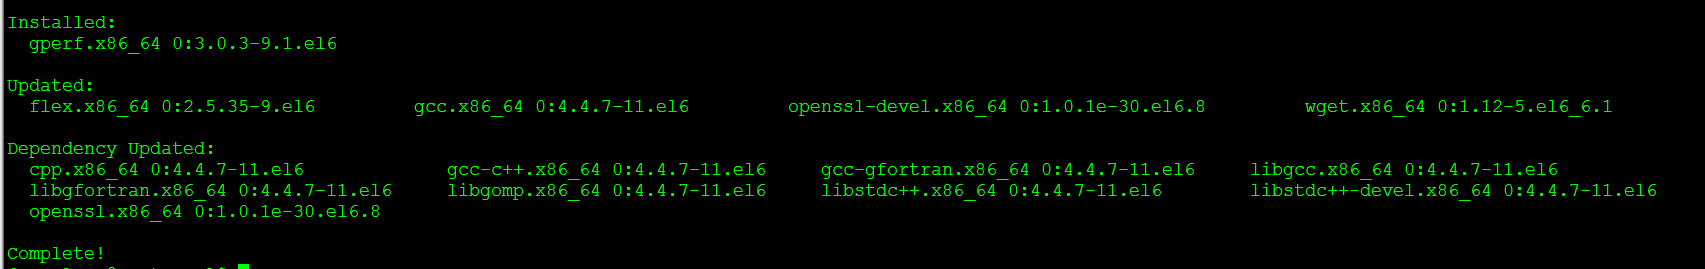 Installed:
gperf.x86_64 0:3.0.3-9.1.el6
Updated:
flex.x86_64 0:2.5.35-9.el6 gcc.x86_64 0:4.4.7-11.el6 openssl-devel.x86_64 0:1.0.1e-30.el6.8 wget.x86_64 0:1.12-5.el6_6.1
Dependency Updated:
cpp.x86_64 0:4.4.7-11.el6 gcc-c++.x86_64 0:4.4.7-11.el6 gcc-gfortran.x86_64 0:4.4.7-11.el6 libgcc.x86_64 0:4.4.7-11.el6
libgfortran.x86_64 0:4.4.7-11.el6 libgomp.x86_64 0:4.4.7-11.el6 libstdc++.x86_64 0:4.4.7-11.el6 libstdc++-devel.x86_64 0:4.4.7-11.el6
openssl.x86_64 0:1.0.1e-30.el6.8
Complete!